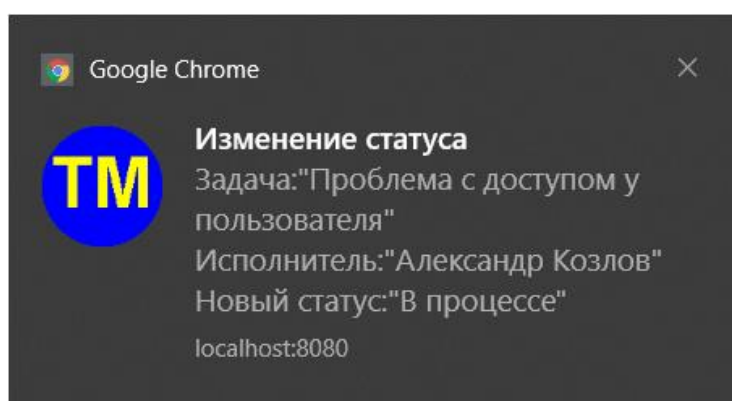 Google Chrome
TM
Изменение статуса
Задача:"Проблема с доступом у
пользователя"
Исполнитель:"Александр Козлов"
Новый статус:"В процессе"
localhost:8080